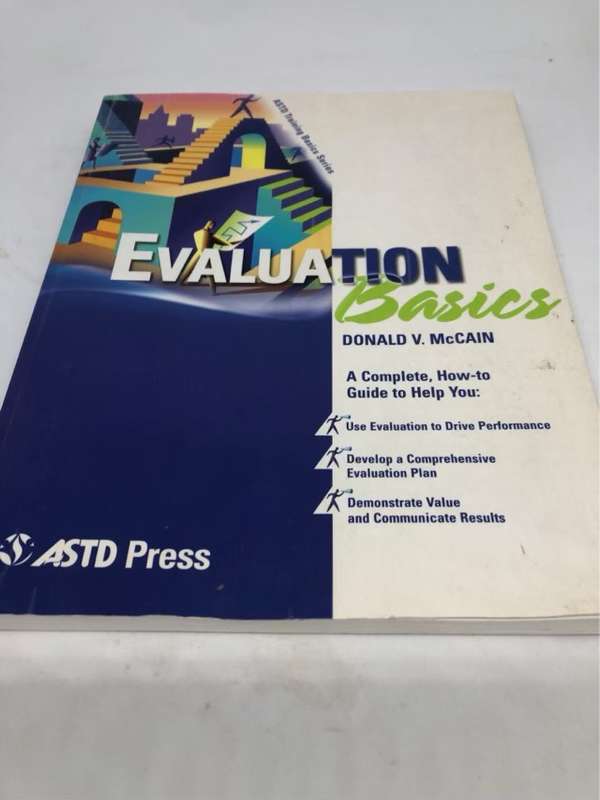 ASTD Training Basics Series
EVALUATION
Basics
DONALD V. McCAIN
A Complete, How-to
Guide to Help You:
Use Evaluation to Drive Performance
Develop a Comprehensive
Evaluation Plan
Demonstrate Value
and Communicate Results
ASTD Press